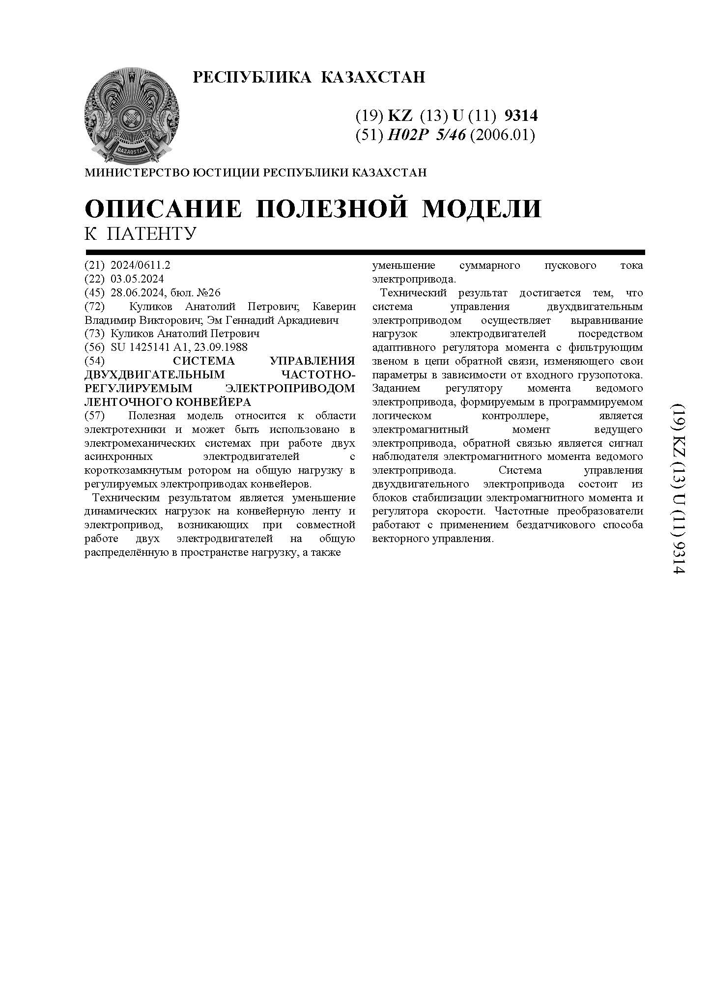 РЕСПУБЛИКА КАЗАХСТАН
(19) KZ (13) U (11) 9314
(51) H02P 5/46 (2006.01)
QAZAQSTAN
МИНИСТЕРСТВО ЮСТИЦИИ РЕСПУБЛИКИ КАЗАХСТАН
ОПИСАНИЕ ПОЛЕЗНОЙ МОДЕЛИ
К ПАТЕНТУ
(21) 2024/0611.2
(22) 03.05.2024
(45) 28.06.2024, бюл. №26
(72) Куликов Анатолий Петрович; Каверин
Владимир Викторович; Эм Геннадий Аркадиевич
(73) Куликов Анатолий Петрович
(56) SU 1425141 A1, 23.09.1988
(54) СИСТЕМА УПРАВЛЕНИЯ
ДВУХДВИГАТЕЛЬНЫМ ЧАСТОТНО-
РЕГУЛИРУЕМЫМ ЭЛЕКТРОПРИВОДОМ
ЛЕНТОЧНОГО КОНВЕЙЕРА
(57) Полезная модель относится к области
электротехники и может быть использовано в
электромеханических системах при работе двух
асинхронных электродвигателей с
короткозамкнутым ротором на общую нагрузку в
регулируемых электроприводах конвейеров.
Техническим результатом является уменьшение
динамических нагрузок на конвейерную ленту и
электропривод, возникающих при совместной
работе двух электродвигателей на общую
распределённую в пространстве нагрузку, а также
уменьшение суммарного пускового тока
электропривода.
Технический результат достигается тем, что
система управления двухдвигательным
электроприводом осуществляет выравнивание
нагрузок электродвигателей посредством
адаптивного регулятора момента с фильтрующим
звеном в цепи обратной связи, изменяющего свои
параметры в зависимости от входного грузопотока.
Заданием регулятору момента ведомого
электропривода, формируемым в программируемом
логическом контроллере, является
электромагнитный момент ведущего
электропривода, обратной связью является сигнал
наблюдателя электромагнитного момента ведомого
электропривода. Система управления
двухдвигательного электропривода состоит из
блоков стабилизации электромагнитного момента и
регулятора скорости. Частотные преобразователи
работают с применением бездатчикового способа
векторного управления.
(19) KZ (13) U (11) 9314